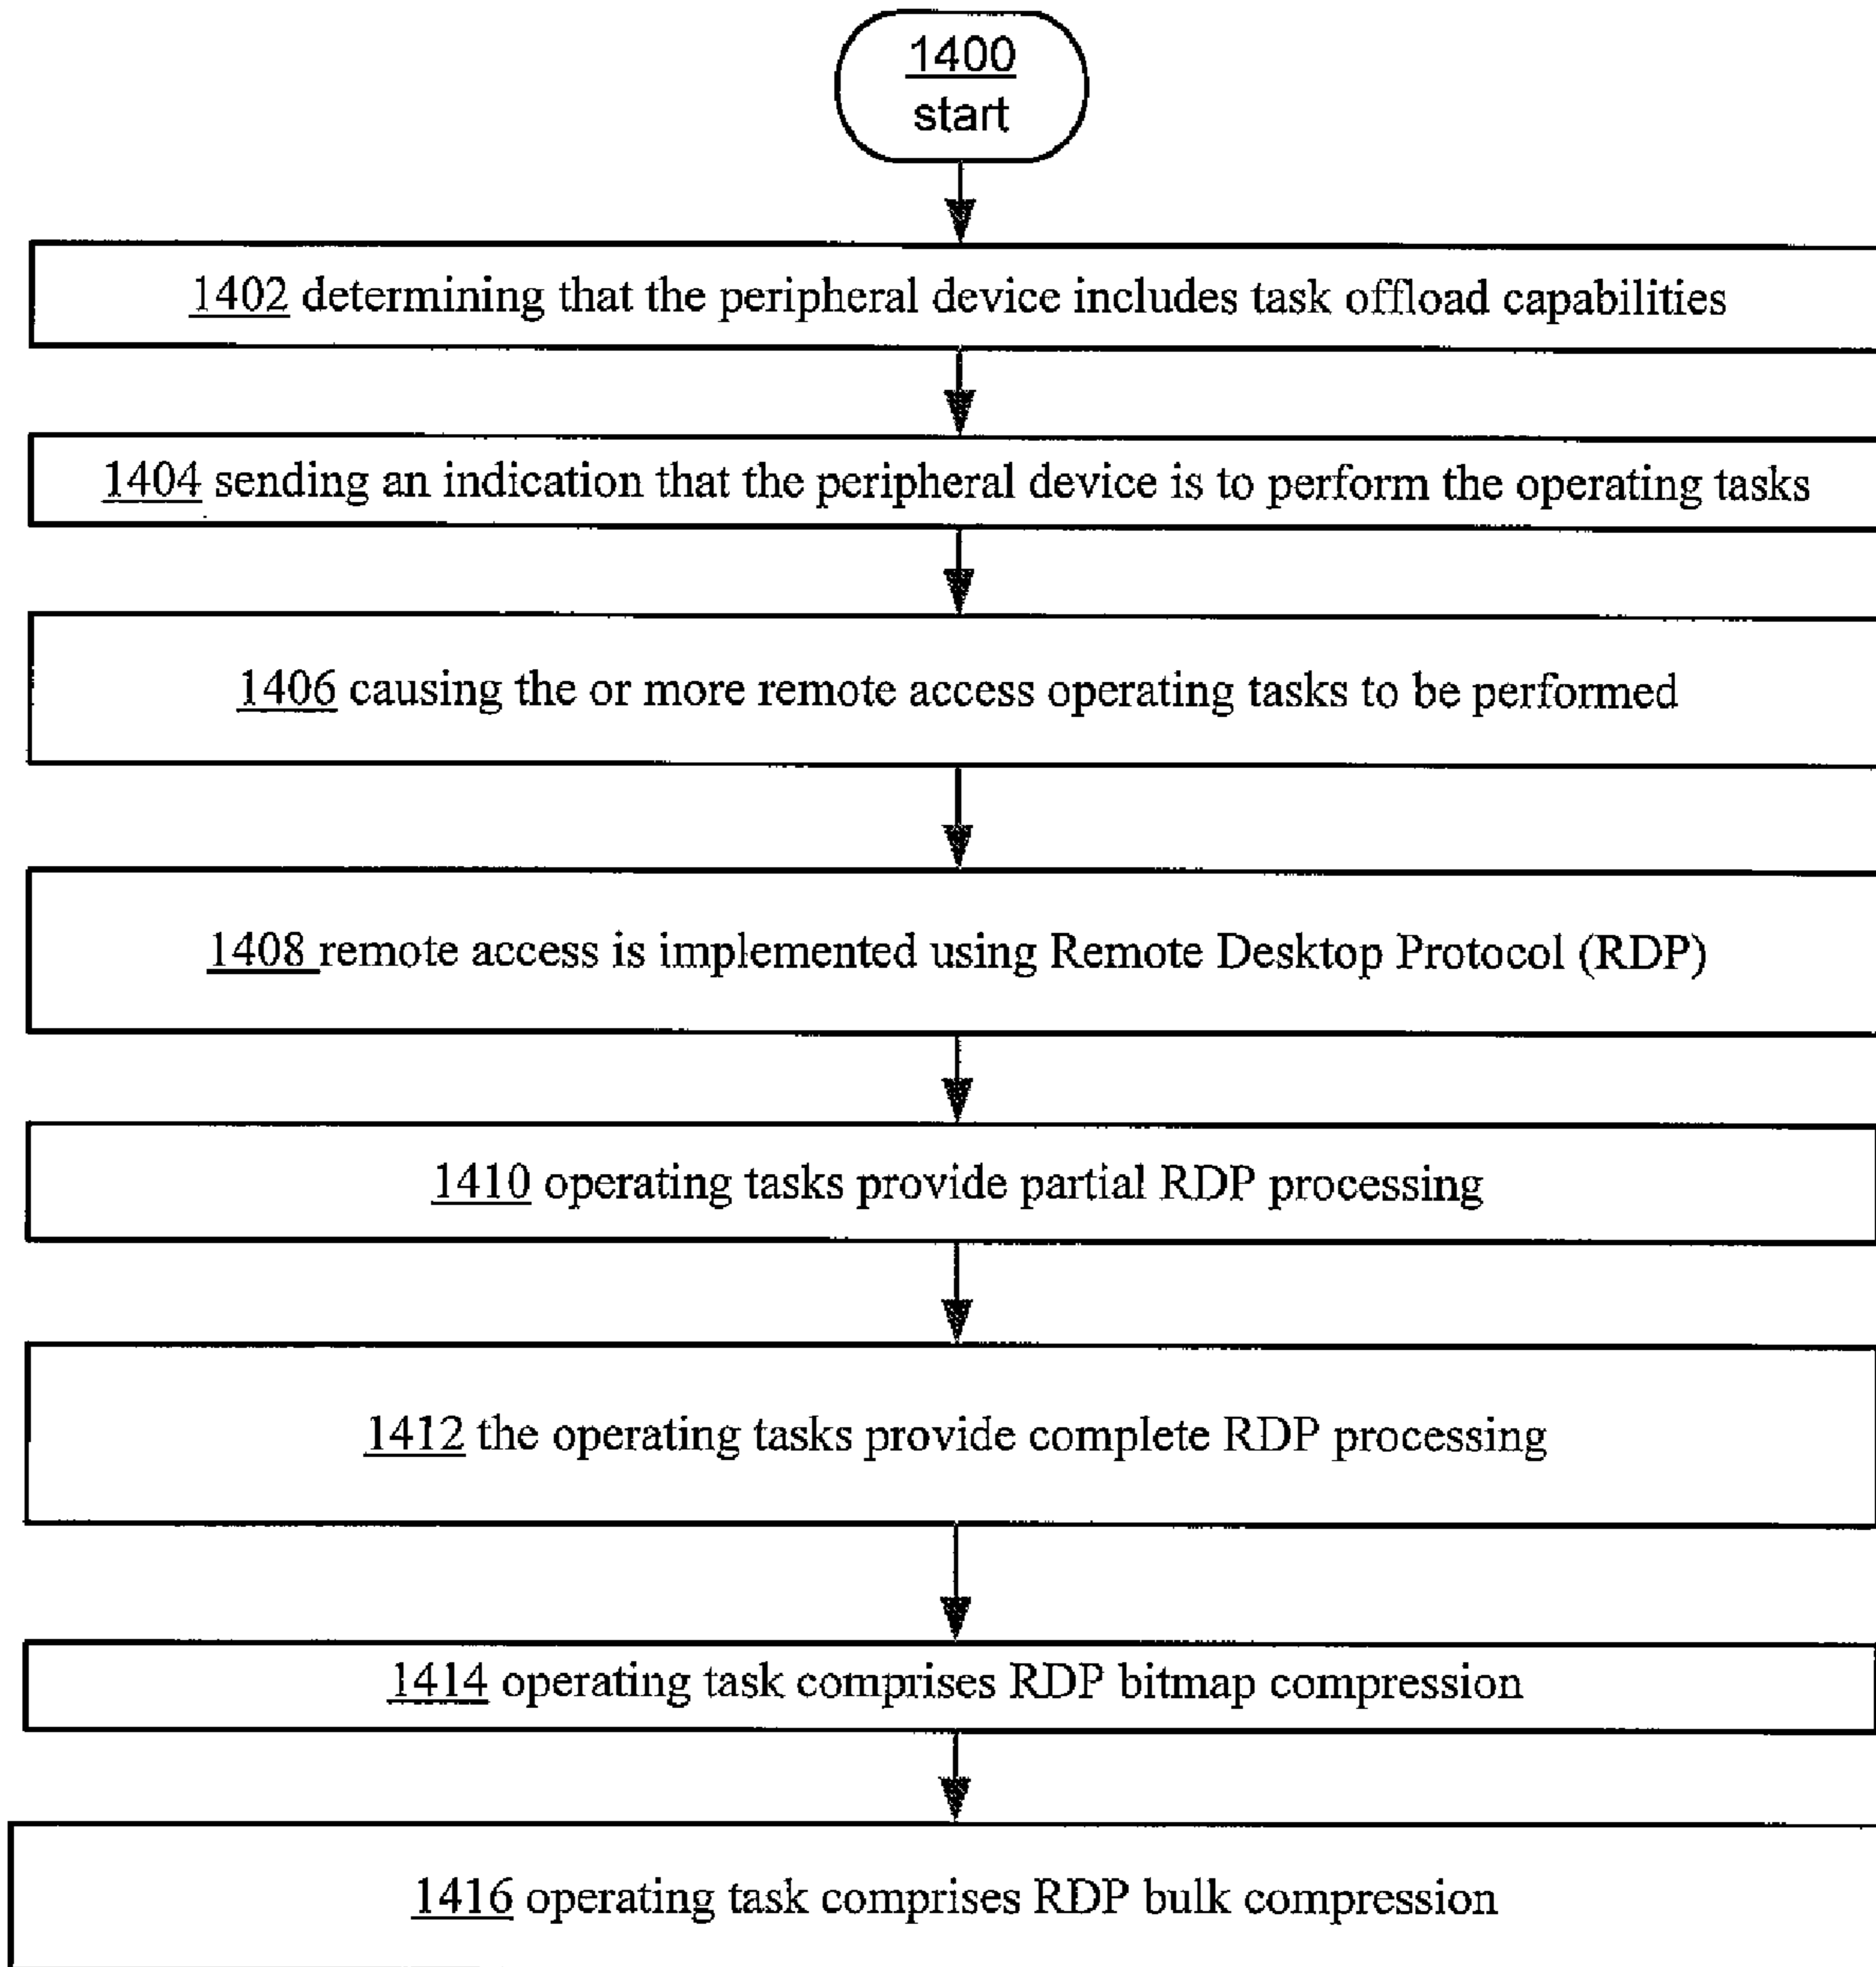 1400
start
1402 determining that the peripheral device includes task offload capabilities
1404 sending an indication that the peripheral device is to perform the operating tasks
1406 causing the or more remote access operating tasks to be performed
1408 remote access is implemented using Remote Desktop Protocol (RDP)
1410 operating tasks provide partial RDP processing
1412 the operating tasks provide complete RDP processing
1414 operating task comprises RDP bitmap compression
1416 operating task comprises RDP bulk compression